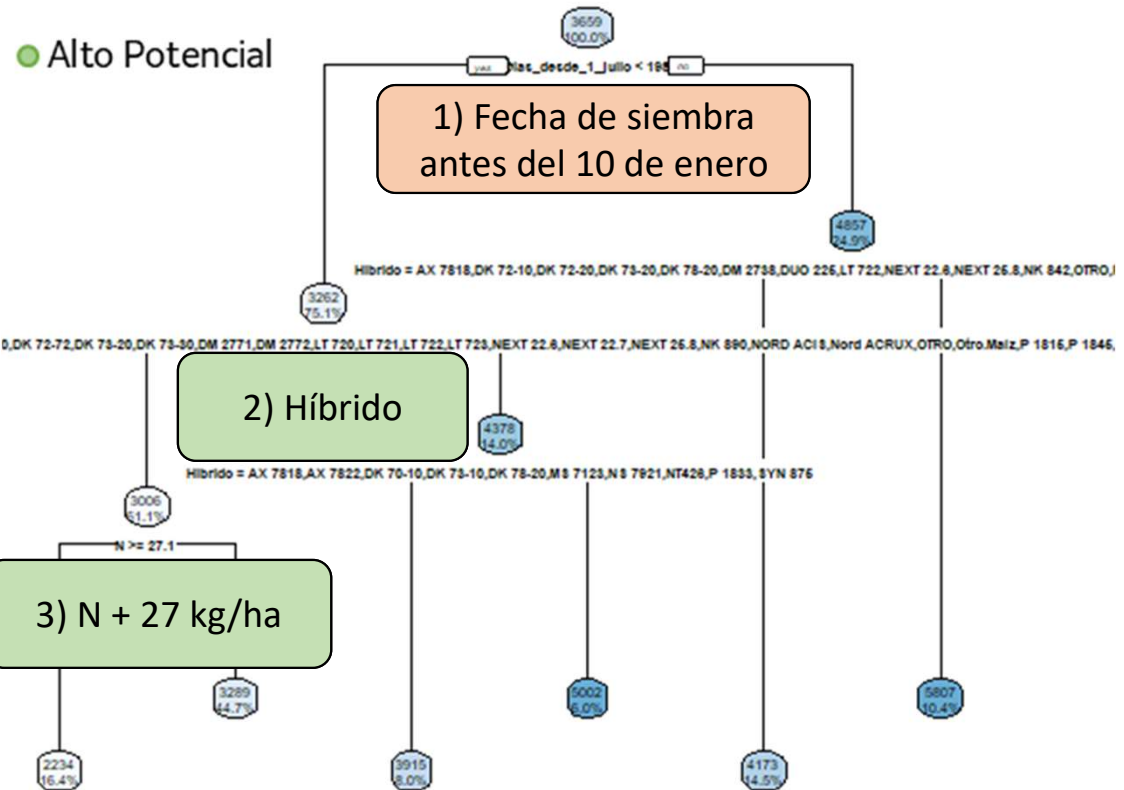 Alto Potencial
3659
100.0%
yes
dias_desde_1_julio < 195
no
1) Fecha de siembra
antes del 10 de enero
4857
24.9%
Hibrido = AX 7818,DK 72-10,DK 72-20,DK 73-20,DK 78-20,DM 2738,DUO 225,LT 722,NEXT 22.6,NEXT 25.8,NK 842,OTRO,
3262
75.1%
0,DK 72-72,DK 73-20,DK 73-30,DM 2771,DM 2772,LT 720,LT 721,LT 722,LT 723,NEXT 22.6,NEXT 22.7,NEXT 25.8,NK 890,NORD ACIS,Nord ACRUX,OTRO,Otro.Maiz,P 1815,P 1845,
2) Híbrido
4378
14.0%
Hibrido = AX 7818,AX 7822,DK 70-10,DK 73-10,DK 78-20,MS 7123,NS 7921,NT426,P 1833,SYN 875
3006
61.1%
N >= 27.1
3) N + 27 kg/ha
3289
44.7%
5002
6.0%
5807
10.4%
2234
16.4%
3915
8.0%
4173
14.5%